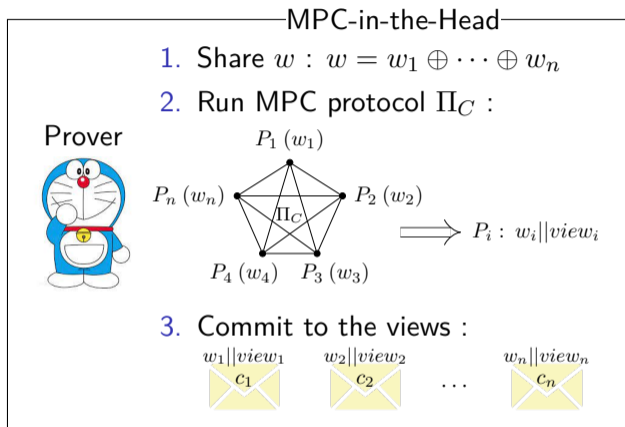 MPC-in-the-Head
1. Share w : w = w₁ ⊕ ⋯ ⊕ wₙ
2. Run MPC protocol Π_C :
Prover
P₁ (w₁)
Pₙ (wₙ)
P₂ (w₂)
Π_C
⟹ Pᵢ : wᵢ||viewᵢ
P₄ (w₄)
P₃ (w₃)
3. Commit to the views :
w₁||view₁ w₂||view₂ wₙ||viewₙ
c₁ c₂ ⋯ cₙ